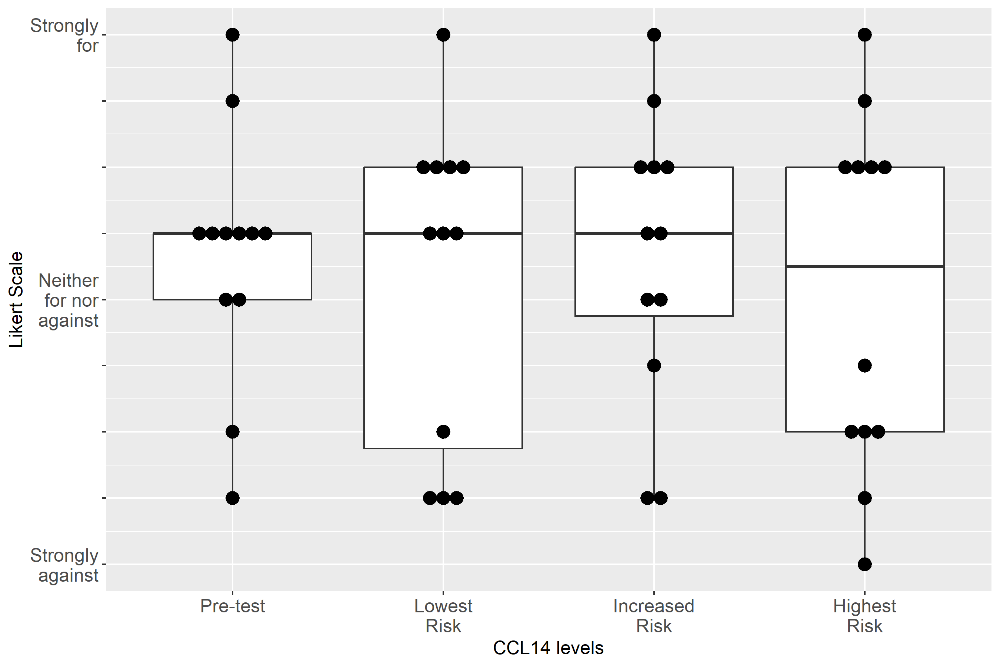 Strongly
for
Neither
for nor
against
Strongly
against
Likert Scale
Pre-test
Lowest
Risk
Increased
Risk
Highest
Risk
CCL14 levels